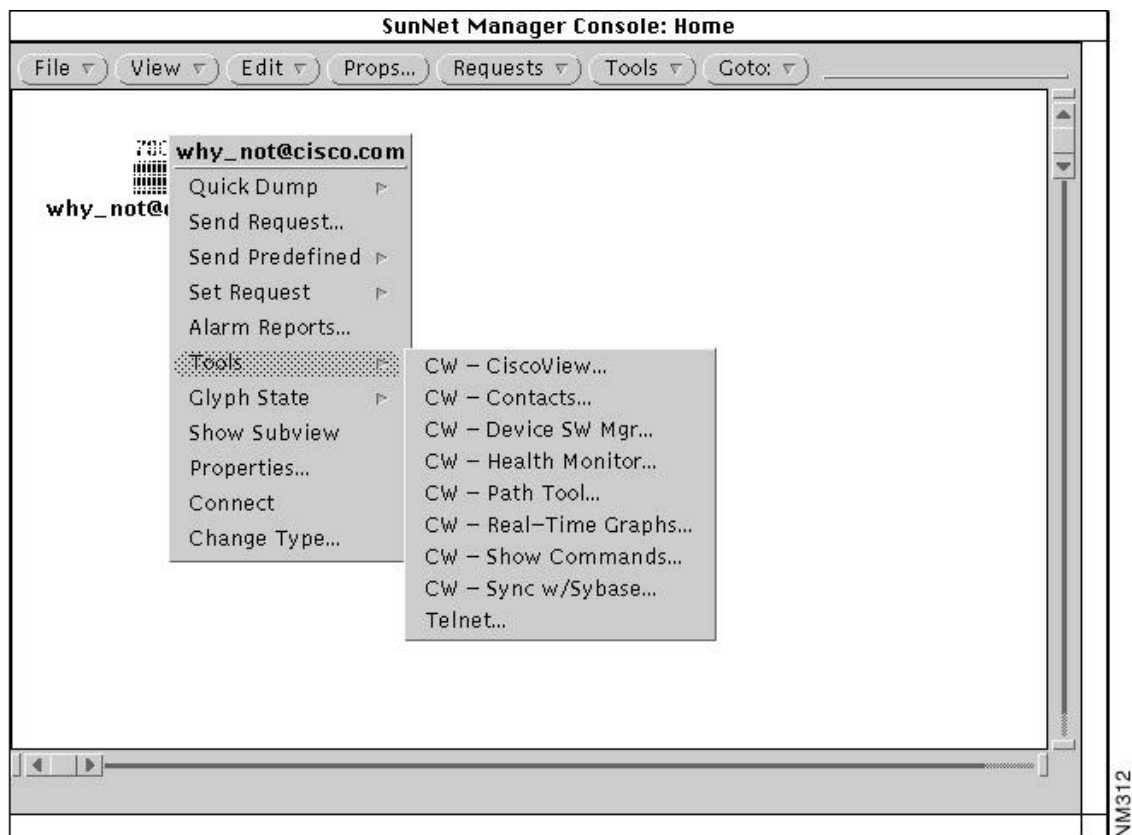 SunNet Manager Console: Home
File View Edit Props... Requests Tools Goto:
why_not@cisco.com
why_not@
Quick Dump
Send Request...
Send Predefined
Set Request
Alarm Reports...
Tools
Glyph State
Show Subview
Properties...
Connect
Change Type...
CW – CiscoView...
CW – Contacts...
CW – Device SW Mgr...
CW – Health Monitor...
CW – Path Tool...
CW – Real–Time Graphs...
CW – Show Commands...
CW – Sync w/Sybase...
Telnet...
NM312